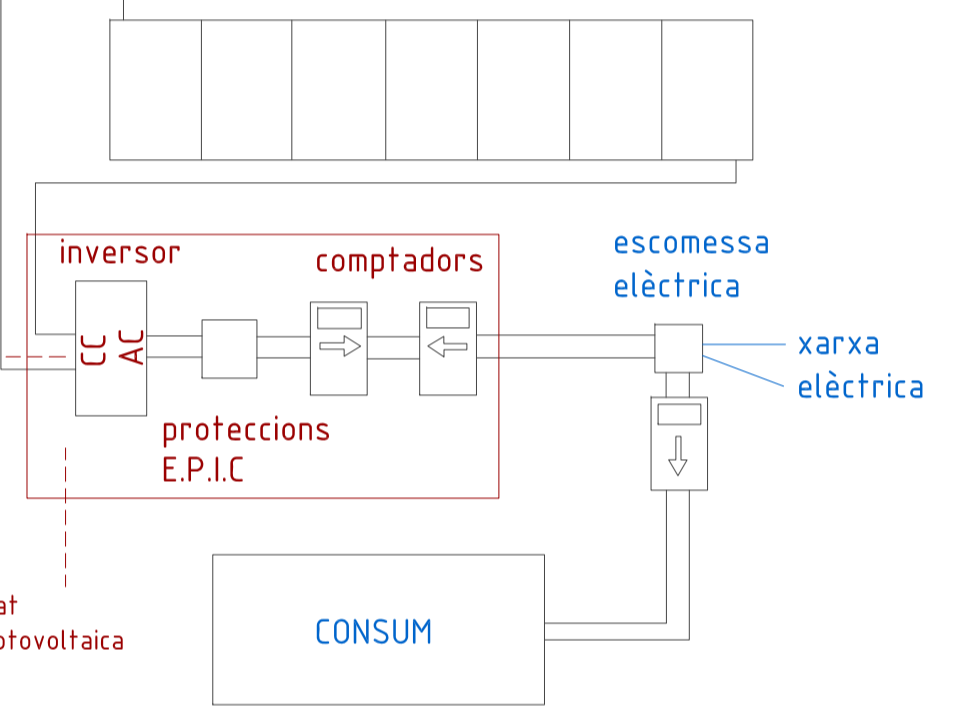 inversor
comptadors
escomessa
elèctrica
CC
AC
xarxa
elèctrica
proteccions
E.P.I.C
CONSUM